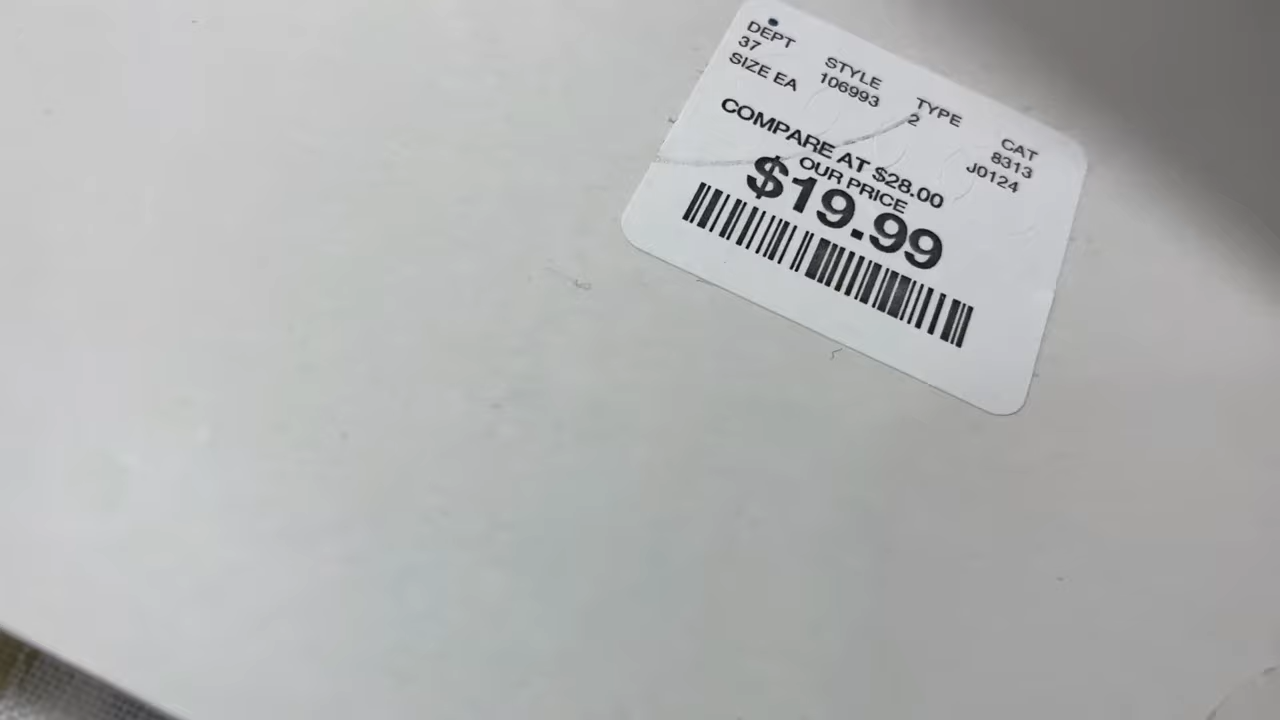 DEPT STYLE TYPE CAT
37 106993 2 8313
SIZE EA J0124
COMPARE AT $28.00
OUR PRICE
$19.99